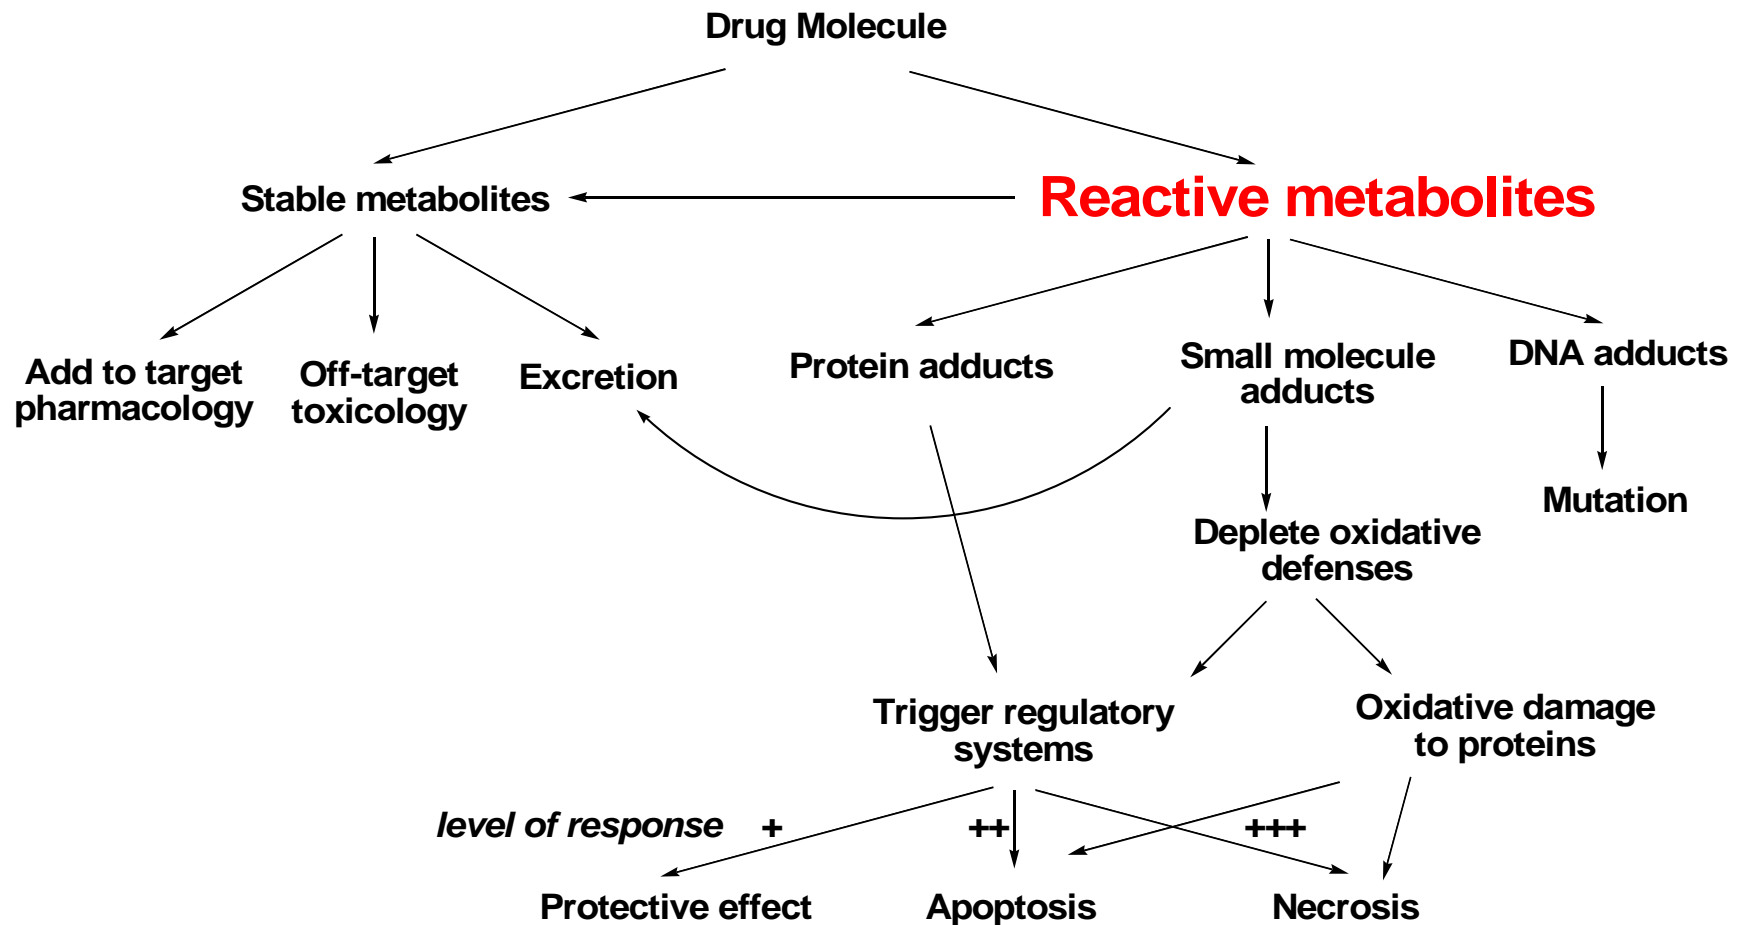 Drug Molecule
Stable metabolites
Reactive metabolites
Add to target
pharmacology
Off-target
toxicology
Excretion
Protein adducts
Small molecule
adducts
DNA adducts
Mutation
Deplete oxidative
defenses
Trigger regulatory
systems
Oxidative damage
to proteins
level of response + ++ +++
Protective effect
Apoptosis
Necrosis